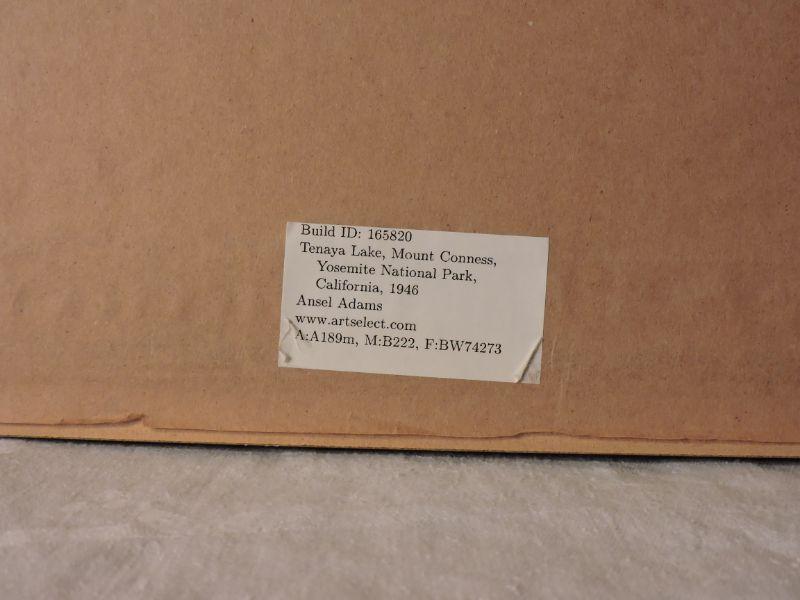 Build ID: 165820
Tenaya Lake, Mount Conness,
Yosemite National Park,
California, 1946
Ansel Adams
www.artselect.com
A:A189m, M:B222, F:BW74273